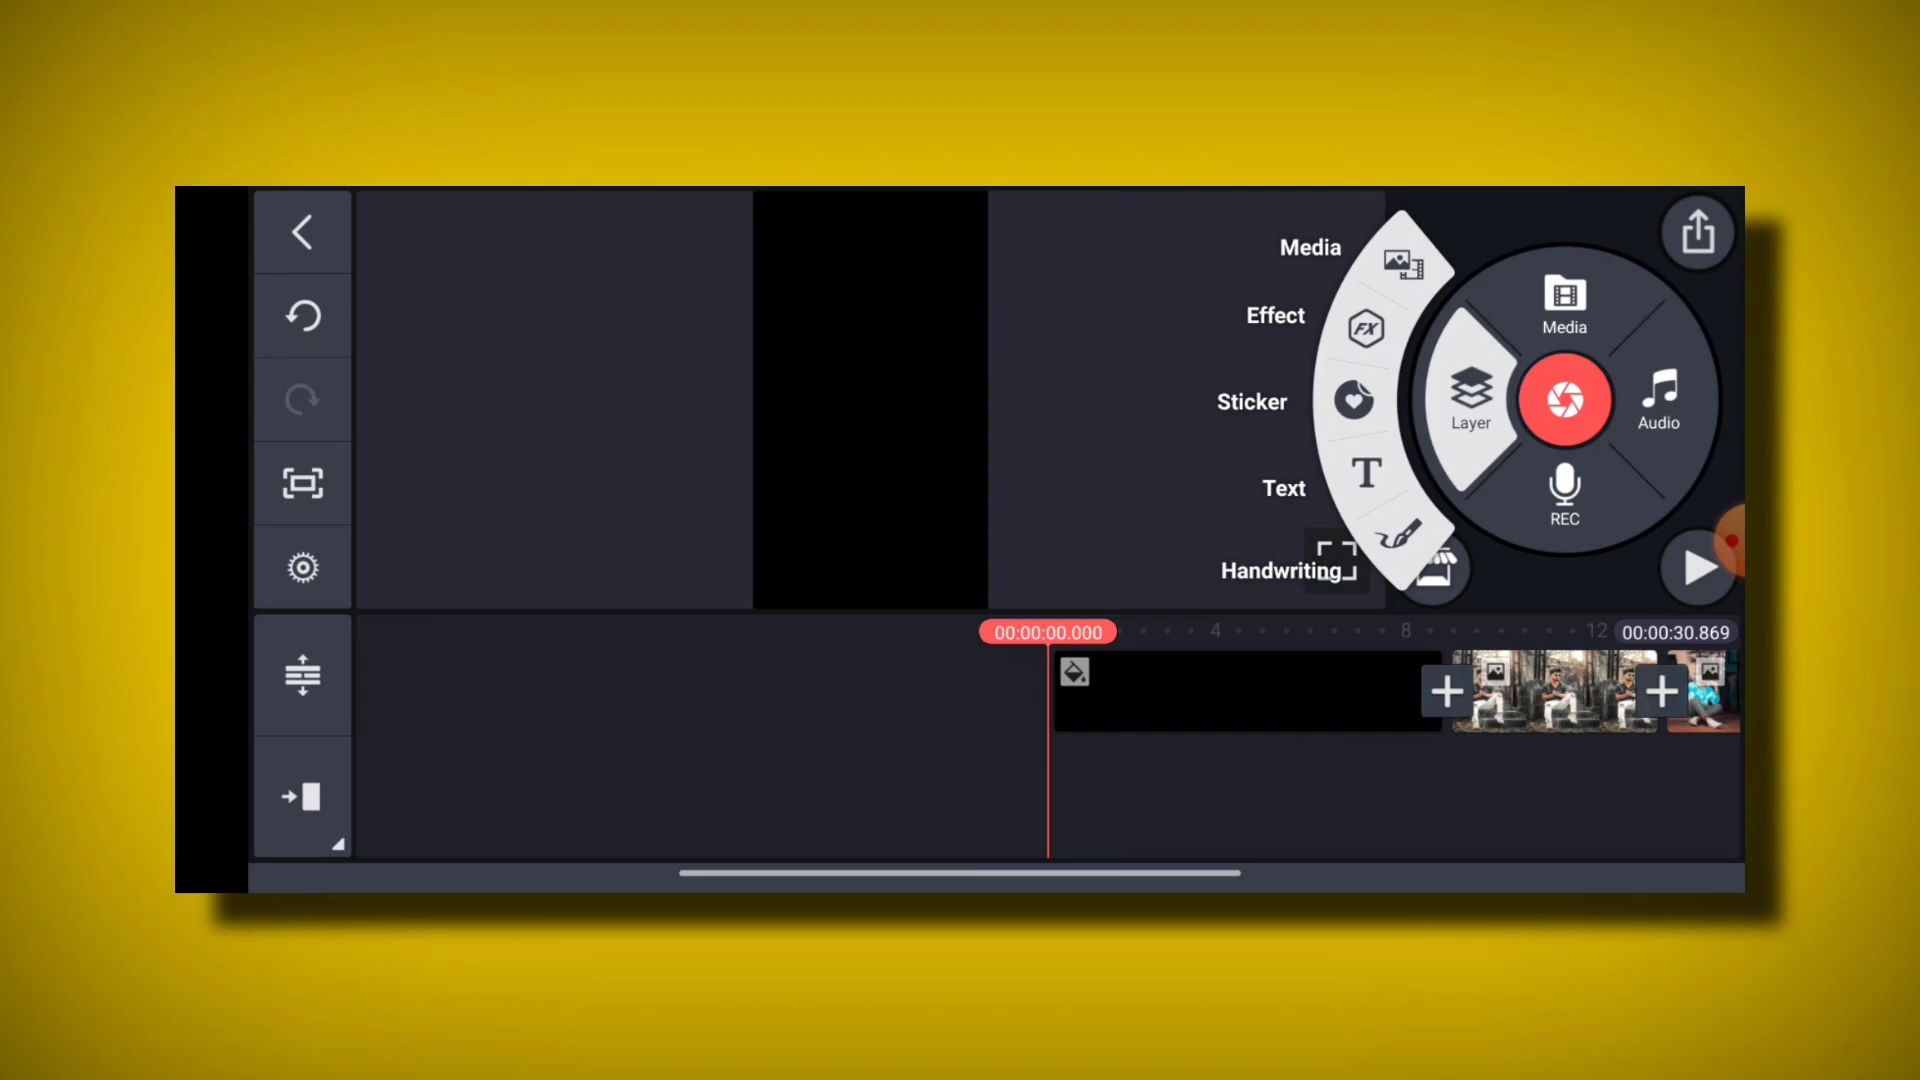 Media
Effect
Sticker
Text
Handwriting
FX
T
Media
Layer
Audio
REC
00:00:00.000
4
8
12
00:00:30.869